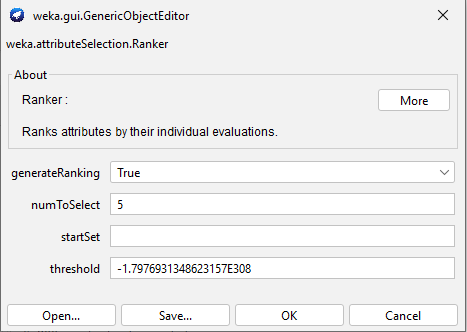 weka.gui.GenericObjectEditor
weka.attributeSelection.Ranker
About
Ranker :
More
Ranks attributes by their individual evaluations.
generateRanking True
numToSelect 5
startSet
threshold -1.7976931348623157E308
Open... Save... OK Cancel